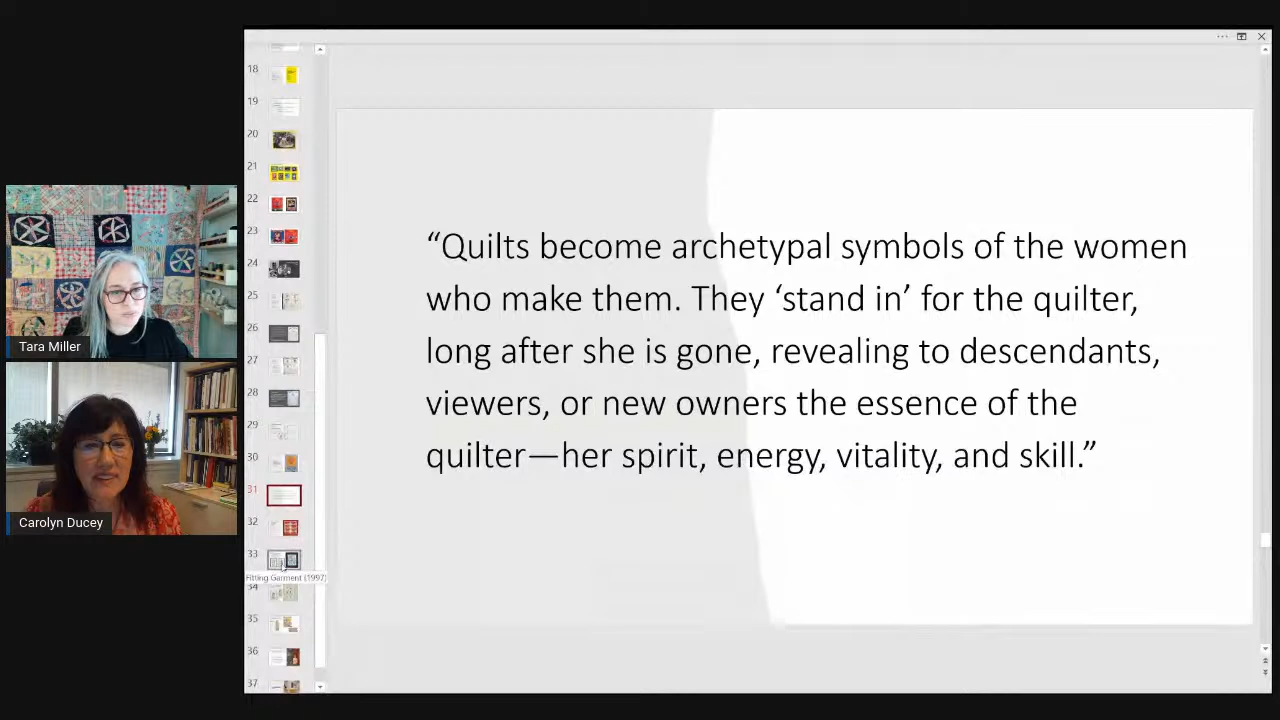 18
19
20
21
22
23
24
25
26
27
28
29
30
31
32
33
Fitting Garment (1997)
34
35
36
37
Tara Miller
Carolyn Ducey
“Quilts become archetypal symbols of the women
who make them. They ‘stand in’ for the quilter,
long after she is gone, revealing to descendants,
viewers, or new owners the essence of the
quilter—her spirit, energy, vitality, and skill.”